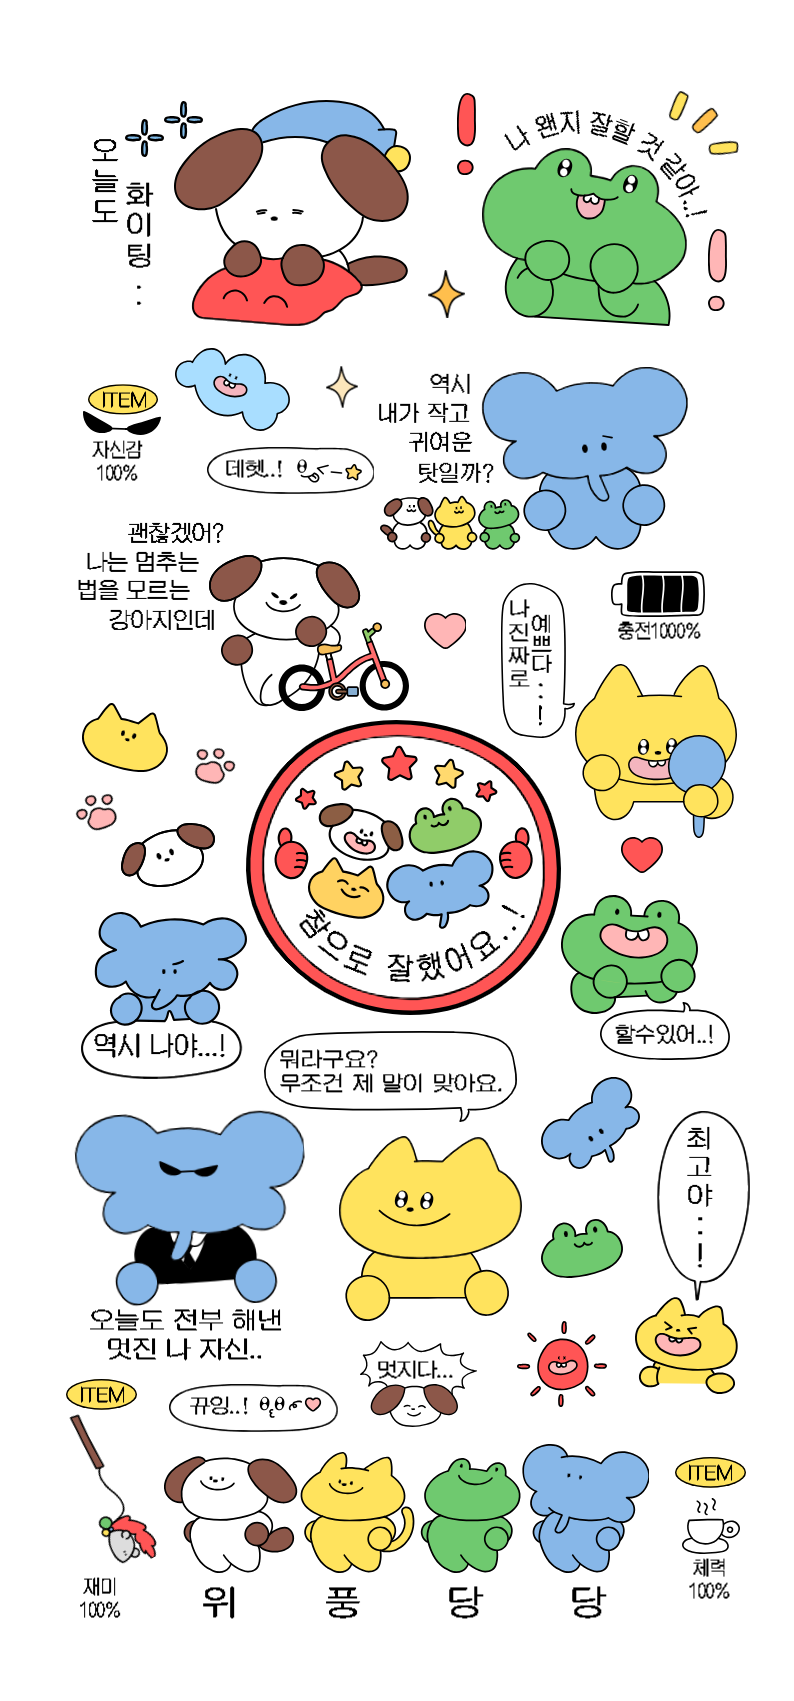 오늘도
화이팅..
나 왠지 잘할 것 같아..!
ITEM
자신감
100%
데헷..!
역시
내가 작고
귀여운
탓일까?
괜찮겠어?
나는 멈추는
법을 모르는
강아지인데
나 진짜로
예쁘다...!
충전1000%
참으로 잘했어요..!
역시 나야...!
할수있어..!
뭐라구요?
무조건 제 말이 맞아요.
최고야...!
오늘도 전부 해낸
멋진 나 자신..
멋지다...
ITEM
뀨잉..!
ITEM
재미
100%
체력
100%
위풍당당